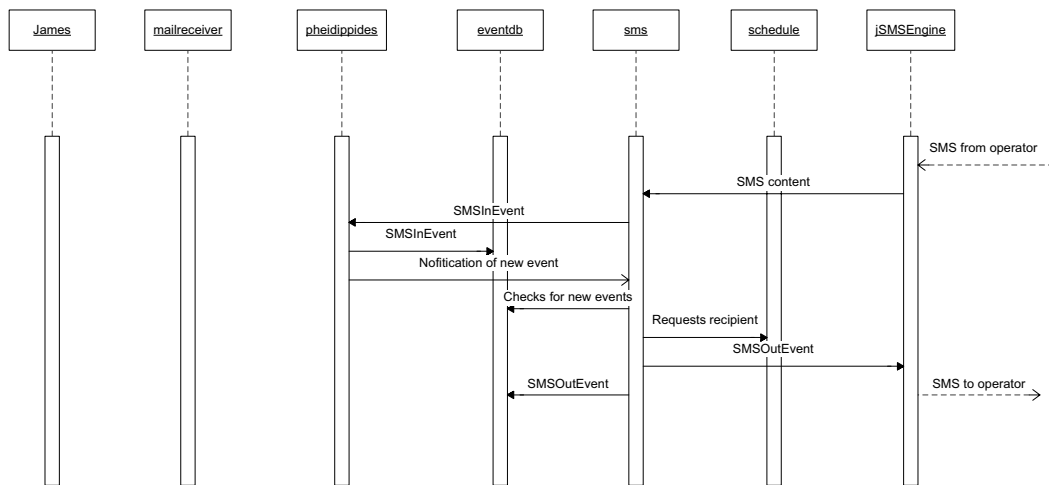 James
mailreceiver
pheidippides
eventdb
sms
schedule
jSMSEngine
SMS from operator
SMS content
SMSInEvent
SMSInEvent
Nofitication of new event
Checks for new events
Requests recipient
SMSOutEvent
SMSOutEvent
SMS to operator